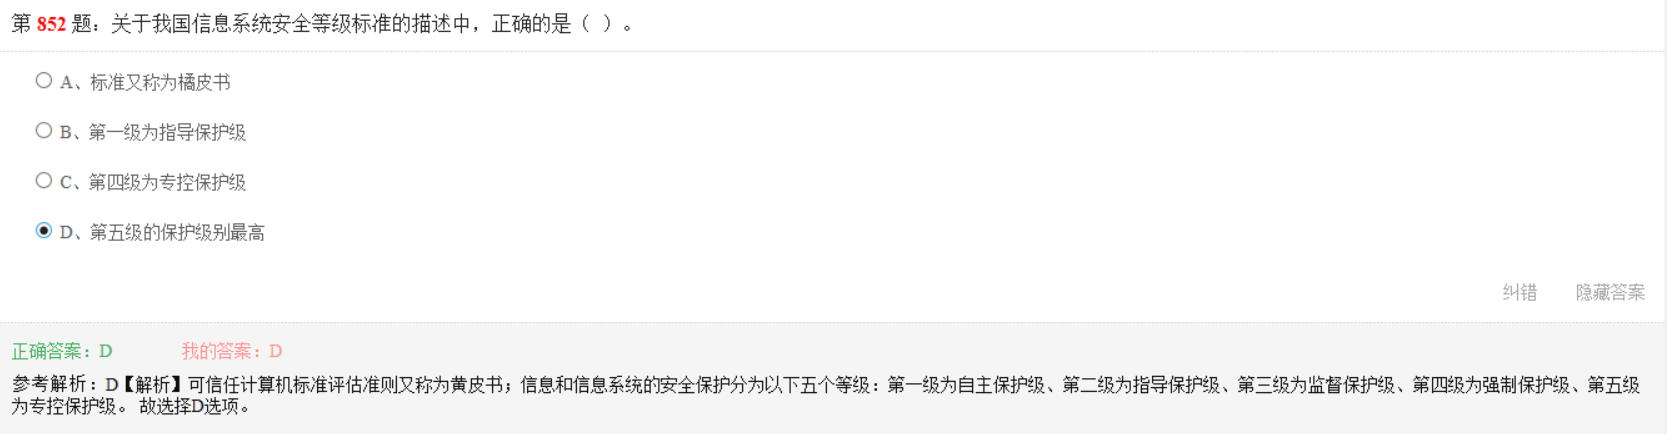 第 852 题：关于我国信息系统安全等级标准的描述中，正确的是（ ）。
A、标准又称为橘皮书
B、第一级为指导保护级
C、第四级为专控保护级
D、第五级的保护级别最高
纠错 隐藏答案
正确答案：D 我的答案：D
参考解析：D【解析】可信任计算机标准评估准则又称为黄皮书；信息和信息系统的安全保护分为以下五个等级：第一级为自主保护级、第二级为指导保护级、第三级为监督保护级、第四级为强制保护级、第五级
为专控保护级。 故选择D选项。